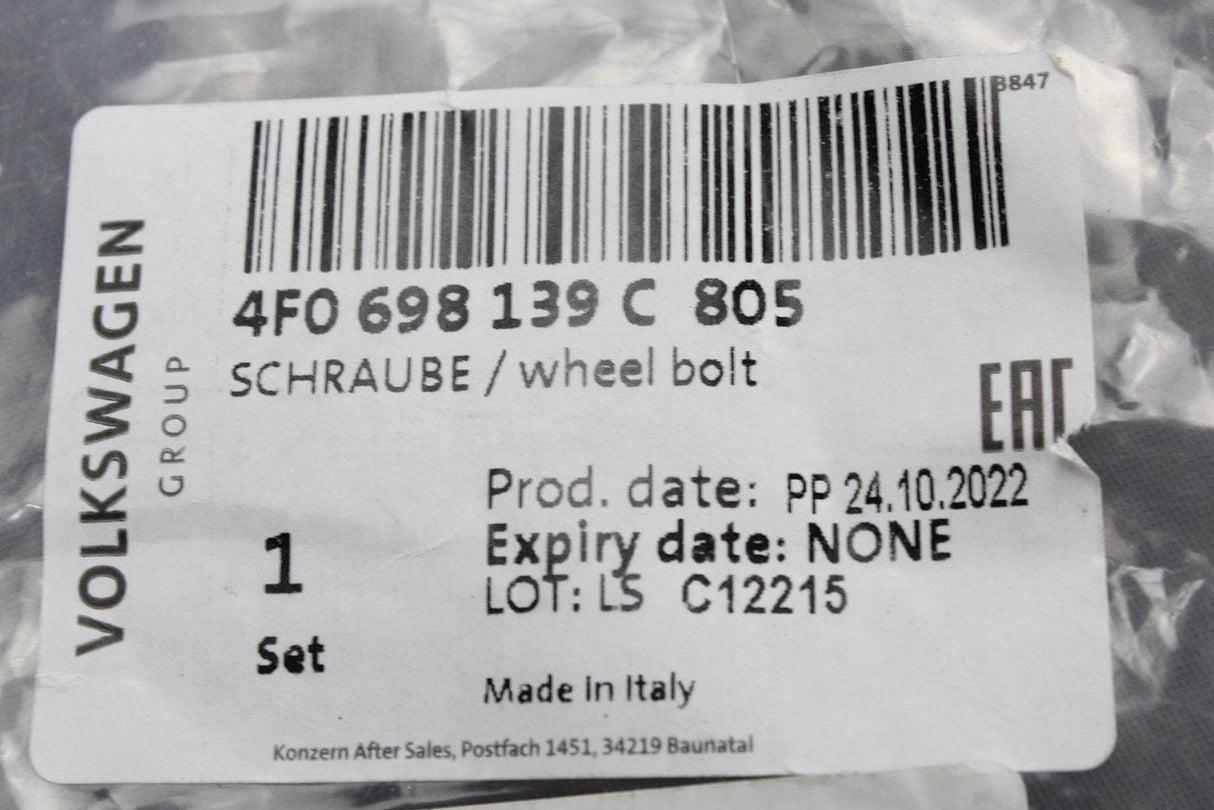 3847
4F0 698 139 C 805
SCHRAUBE / wheel bolt
EAC
VOLKSWAGEN
GROUP
Prod. date: PP 24.10.2022
Expiry date: NONE
LOT: LS C12215
1
Set
Made in Italy
Konzern After Sales, Postfach 1451, 34219 Baunatal